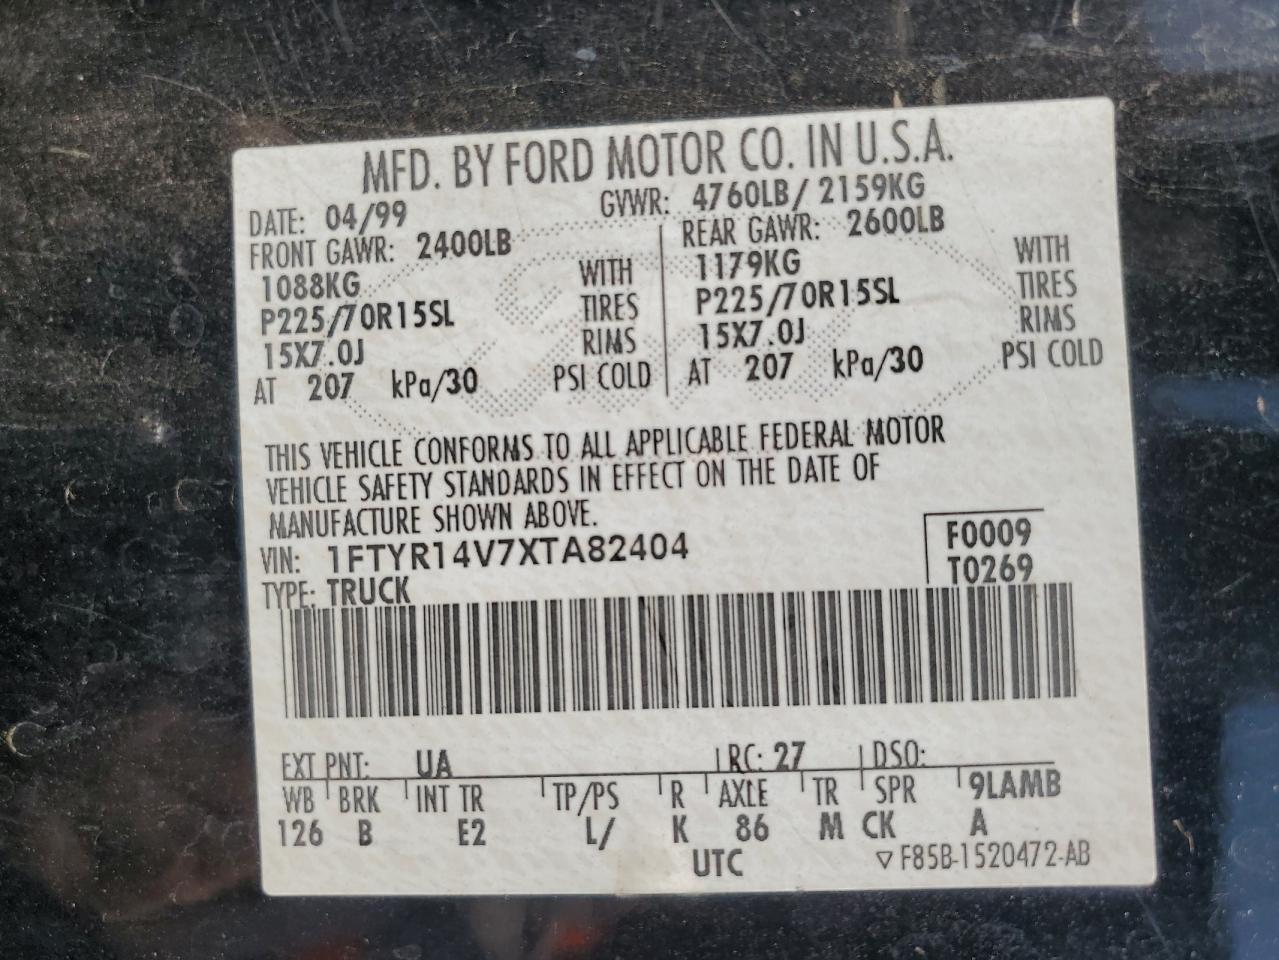 MFD. BY FORD MOTOR CO. IN U.S.A.
DATE: 04/99 GVWR: 4760LB/ 2159KG
FRONT GAWR: 2400LB REAR GAWR: 2600LB
1088KG WITH 1179KG WITH
P225/70R15SL TIRES P225/70R15SL TIRES
15X7.0J RIMS 15X7.0J RIMS
AT 207 kPa/30 PSI COLD AT 207 kPa/30 PSI COLD
THIS VEHICLE CONFORMS TO ALL APPLICABLE FEDERAL MOTOR
VEHICLE SAFETY STANDARDS IN EFFECT ON THE DATE OF
MANUFACTURE SHOWN ABOVE.
VIN: 1FTYR14V7XTA82404 F0009
TYPE: TRUCK T0269
EXT PNT: UA RC: 27 DSO:
WB BRK INT TR TP/PS R AXLE TR SPR 9LAMB
126 B E2 L/ K 86 M CK A
UTC ▽ F85B-1520472-AB